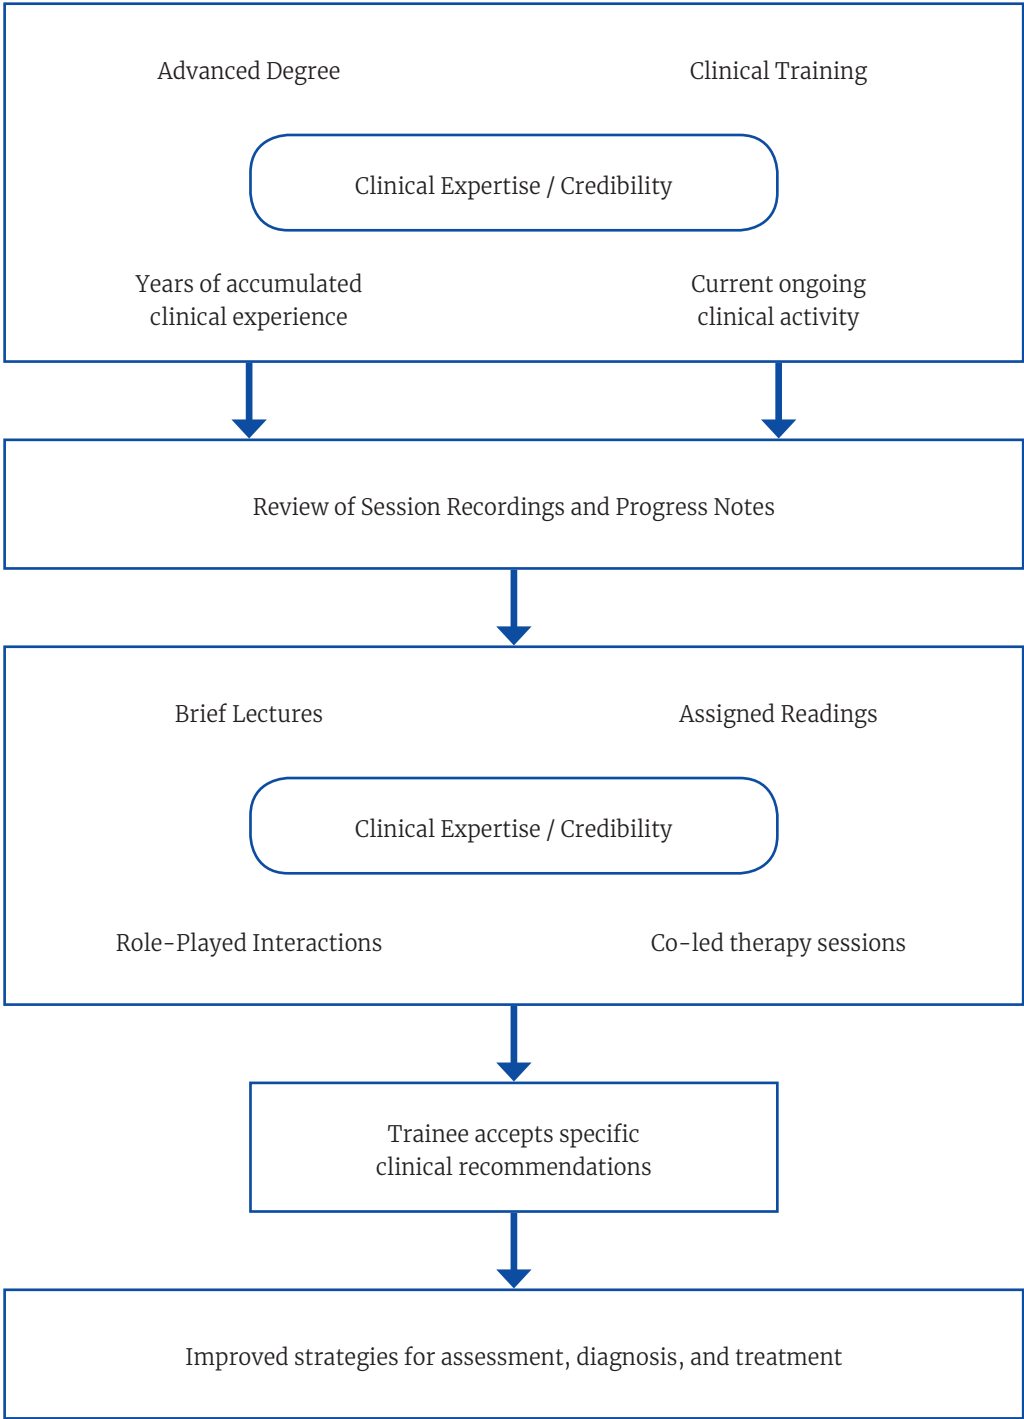 Advanced Degree
Clinical Training
Clinical Expertise / Credibility
Years of accumulated
clinical experience
Current ongoing
clinical activity
Review of Session Recordings and Progress Notes
Brief Lectures
Assigned Readings
Clinical Expertise / Credibility
Role-Played Interactions
Co-led therapy sessions
Trainee accepts specific
clinical recommendations
Improved strategies for assessment, diagnosis, and treatment